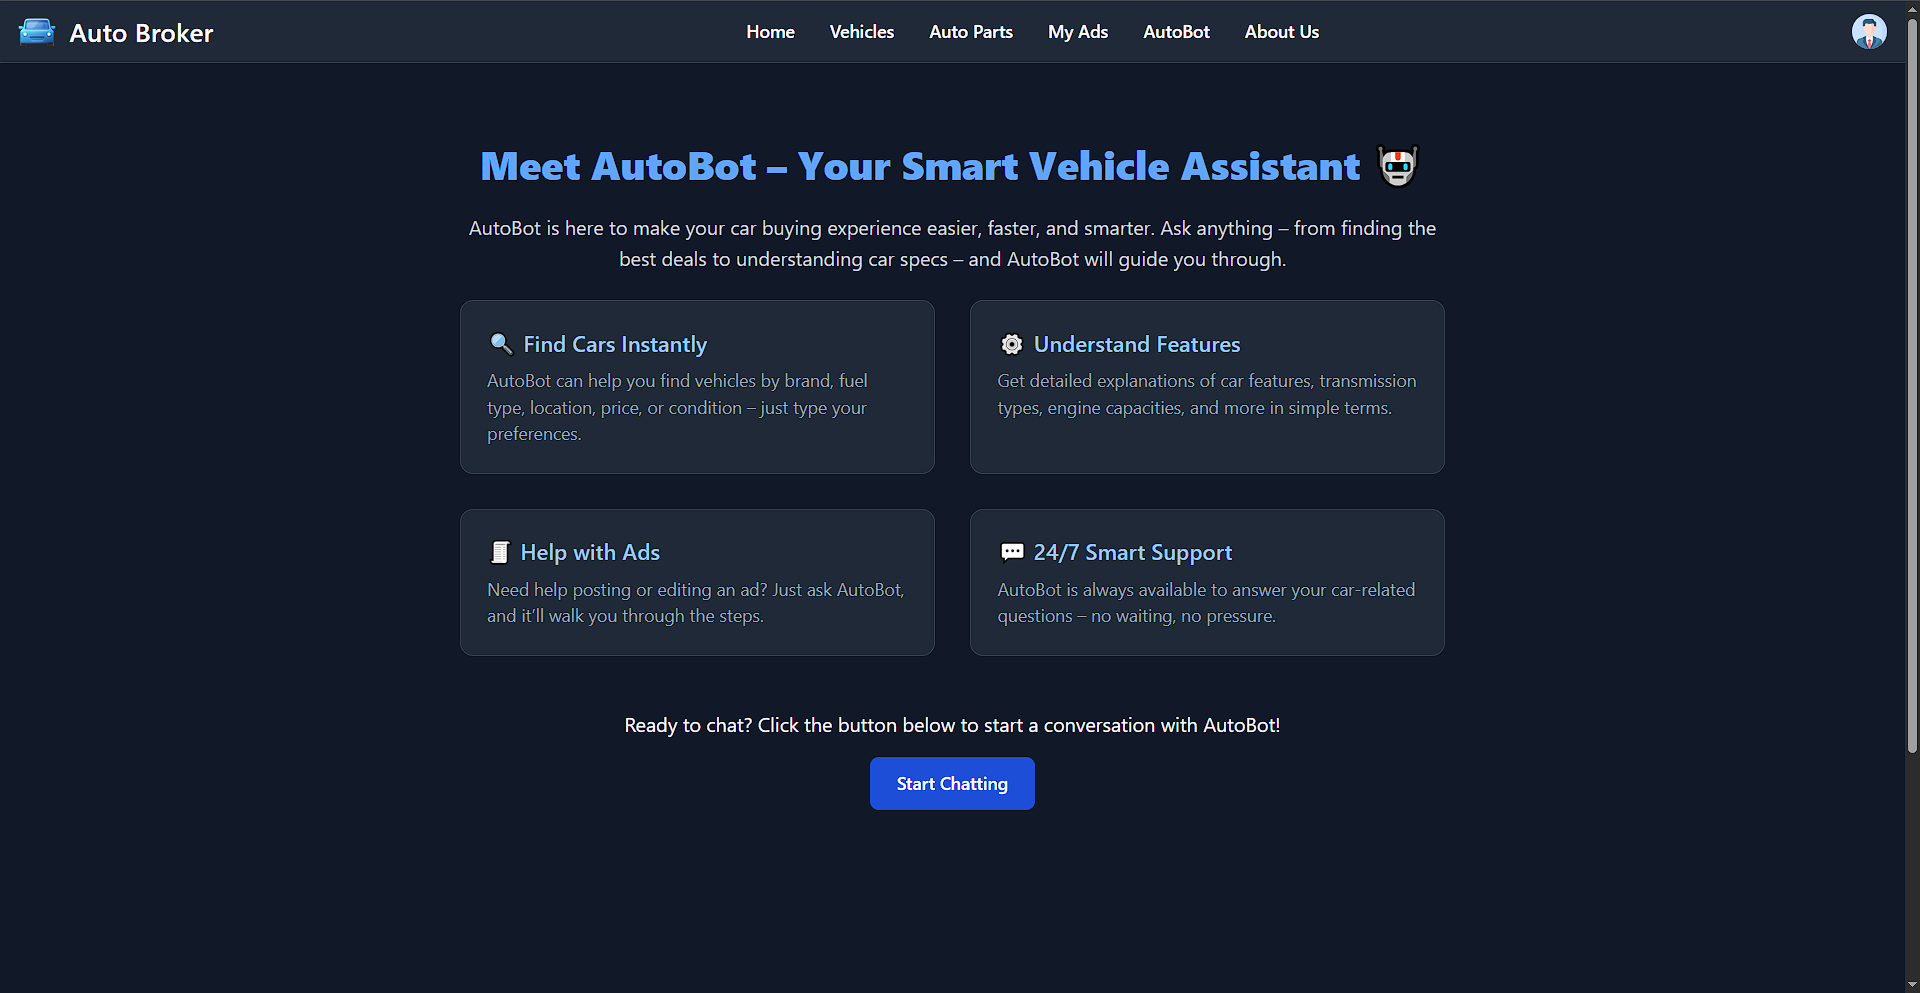 Auto Broker
Home
Vehicles
Auto Parts
My Ads
AutoBot
About Us
Meet AutoBot – Your Smart Vehicle Assistant
AutoBot is here to make your car buying experience easier, faster, and smarter. Ask anything – from finding the
best deals to understanding car specs – and AutoBot will guide you through.
Find Cars Instantly
AutoBot can help you find vehicles by brand, fuel
type, location, price, or condition – just type your
preferences.
Understand Features
Get detailed explanations of car features, transmission
types, engine capacities, and more in simple terms.
Help with Ads
Need help posting or editing an ad? Just ask AutoBot,
and it’ll walk you through the steps.
24/7 Smart Support
AutoBot is always available to answer your car-related
questions – no waiting, no pressure.
Ready to chat? Click the button below to start a conversation with AutoBot!
Start Chatting